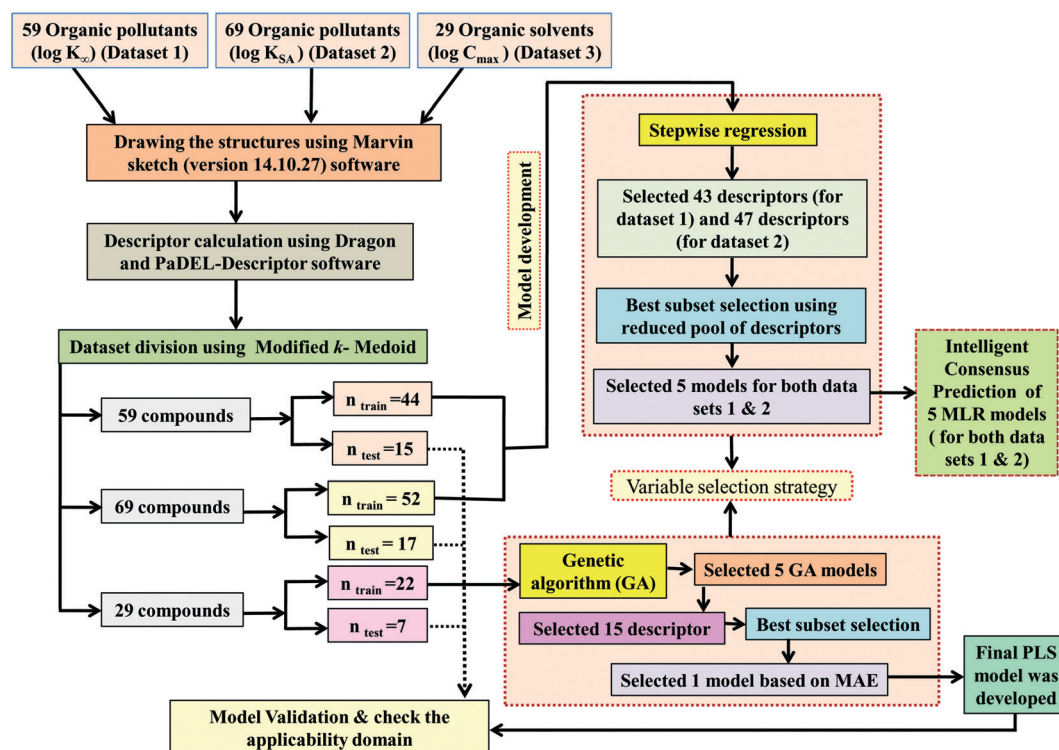 59 Organic pollutants
(log K∞) (Dataset 1)
69 Organic pollutants
(log KSA) (Dataset 2)
29 Organic solvents
(log Cmax) (Dataset 3)
Drawing the structures using Marvin
sketch (version 14.10.27) software
Descriptor calculation using Dragon
and PaDEL-Descriptor software
Dataset division using Modified k- Medoid
59 compounds
n train =44
n test = 15
69 compounds
n train = 52
n test = 17
29 compounds
n train = 22
n test = 7
Model Validation & check the
applicability domain
Model development
Stepwise regression
Selected 43 descriptors (for
dataset 1) and 47 descriptors
(for dataset 2)
Best subset selection using
reduced pool of descriptors
Selected 5 models for both data
sets 1 & 2
Intelligent
Consensus
Prediction of
5 MLR models
( for both data
sets 1 & 2)
Variable selection strategy
Genetic
algorithm (GA)
Selected 5 GA models
Selected 15 descriptor
Best subset selection
Selected 1 model based on MAE
Final PLS
model was
developed